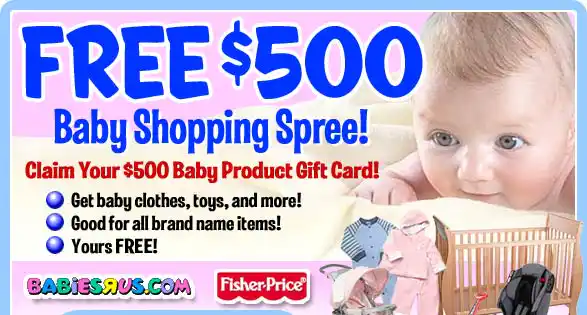 FREE $500
Baby Shopping Spree!
Claim Your $500 Baby Product Gift Card!
Get baby clothes, toys, and more!
Good for all brand name items!
Yours FREE!
BABIESRUS.COM
Fisher-Price®